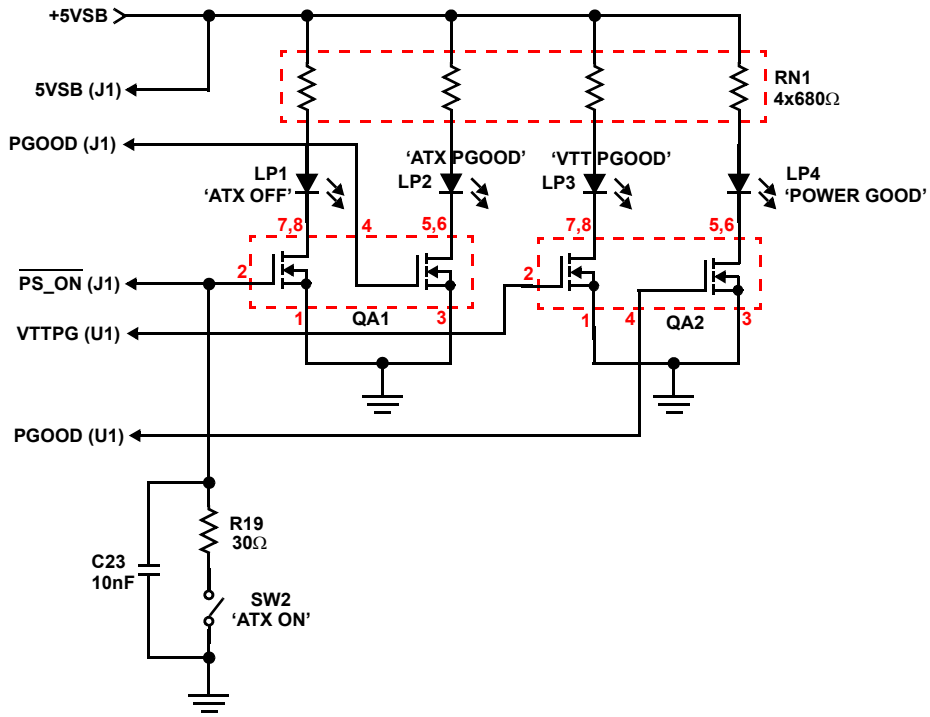 +5VSB
5VSB (J1)
RN1
4x680Ω
PGOOD (J1)
LP1
'ATX OFF'
'ATX PGOOD'
LP2
'VTT PGOOD'
LP3
LP4
'POWER GOOD'
7,8
4
5,6
7,8
5,6
PS_ON (J1)
2
2
1
QA1
3
1
4
QA2
3
VTTPG (U1)
PGOOD (U1)
R19
30Ω
C23
10nF
SW2
'ATX ON'